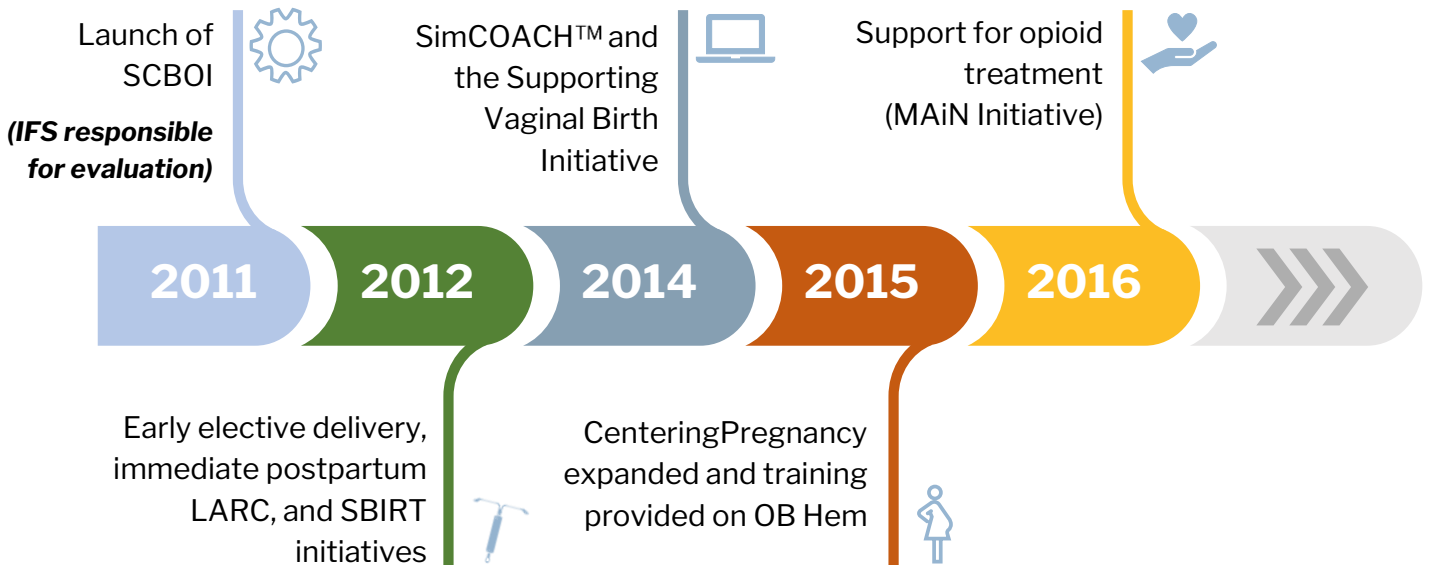 Launch of
SCBOI
(IFS responsible
for evaluation)
SimCOACH™ and
the Supporting
Vaginal Birth
Initiative
Support for opioid
treatment
(MAiN Initiative)
2011
2012
2014
2015
2016
Early elective delivery,
immediate postpartum
LARC, and SBIRT
initiatives
CenteringPregnancy
expanded and training
provided on OB Hem